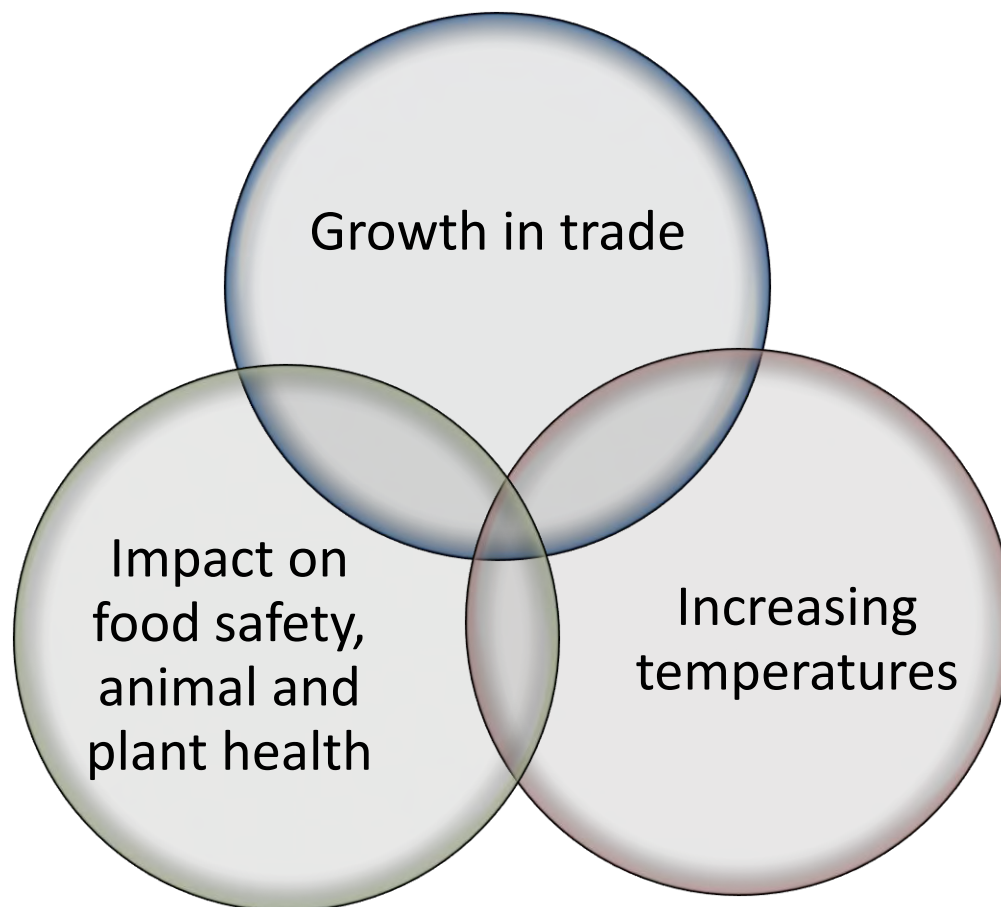 Growth in trade
Impact on
food safety,
animal and
plant health
Increasing
temperatures